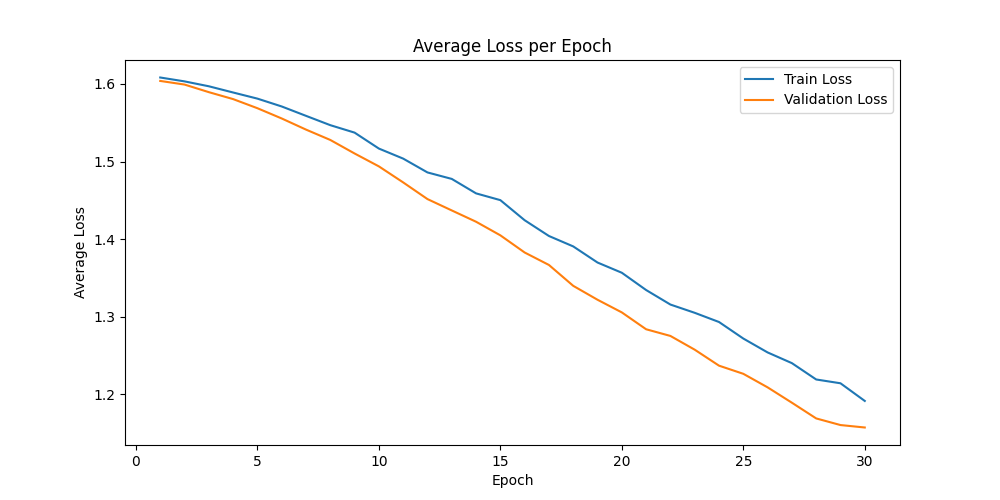 Average Loss per Epoch
Train Loss
Validation Loss
Average Loss
1.6
1.5
1.4
1.3
1.2
0 5 10 15 20 25 30
Epoch